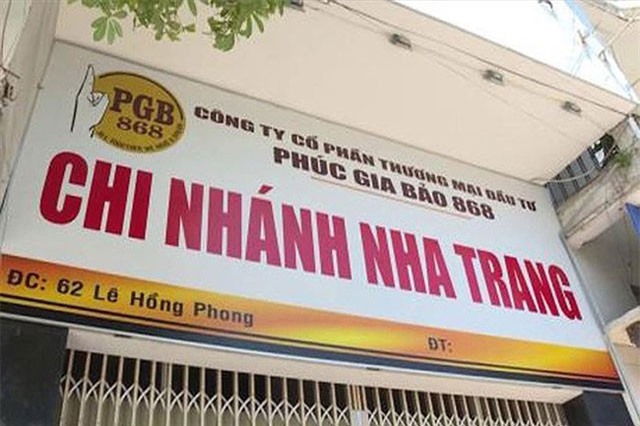 PGB
868
CÔNG TY CỔ PHẦN THƯƠNG MẠI ĐẦU TƯ
PHÚC GIA BẢO 868
CHI NHÁNH NHA TRANG
ĐC: 62 Lê Hồng Phong
ĐT: